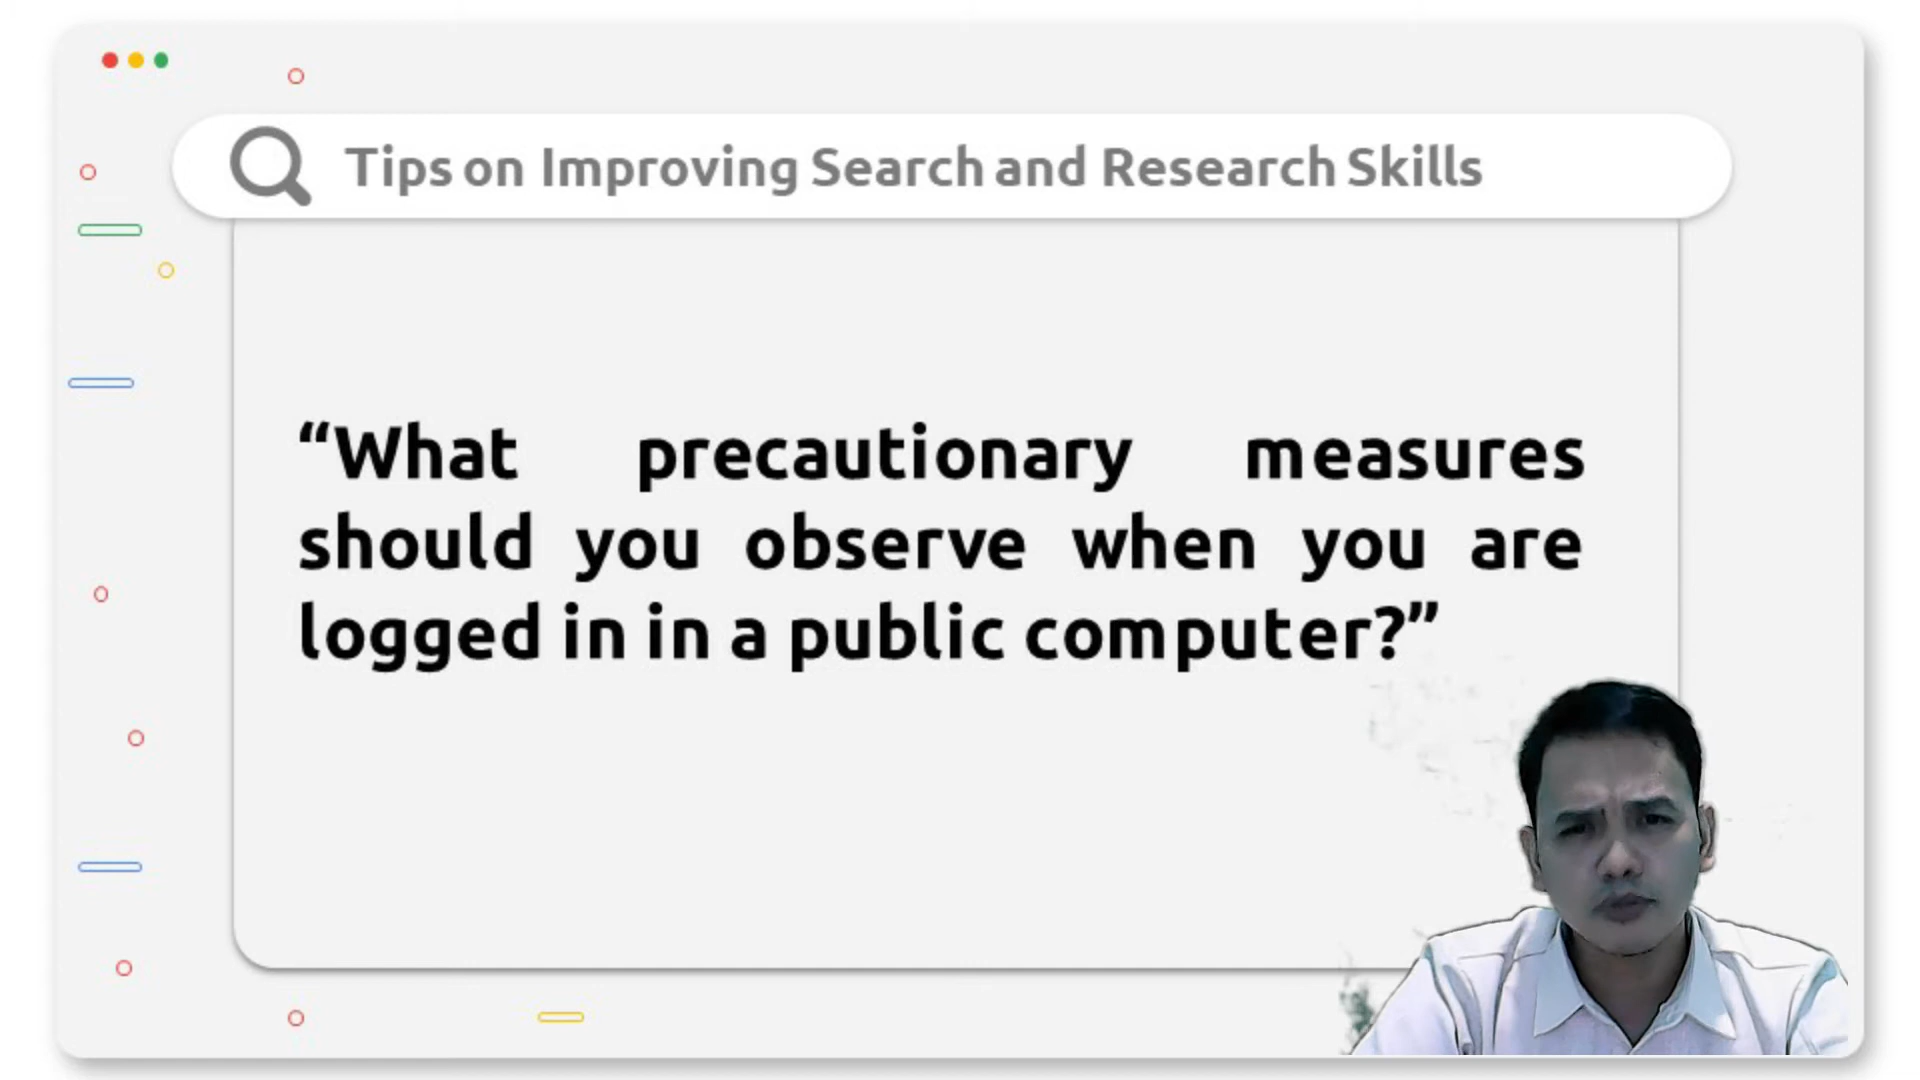 Tips on Improving Search and Research Skills
“What precautionary measures
should you observe when you are
logged in in a public computer?”